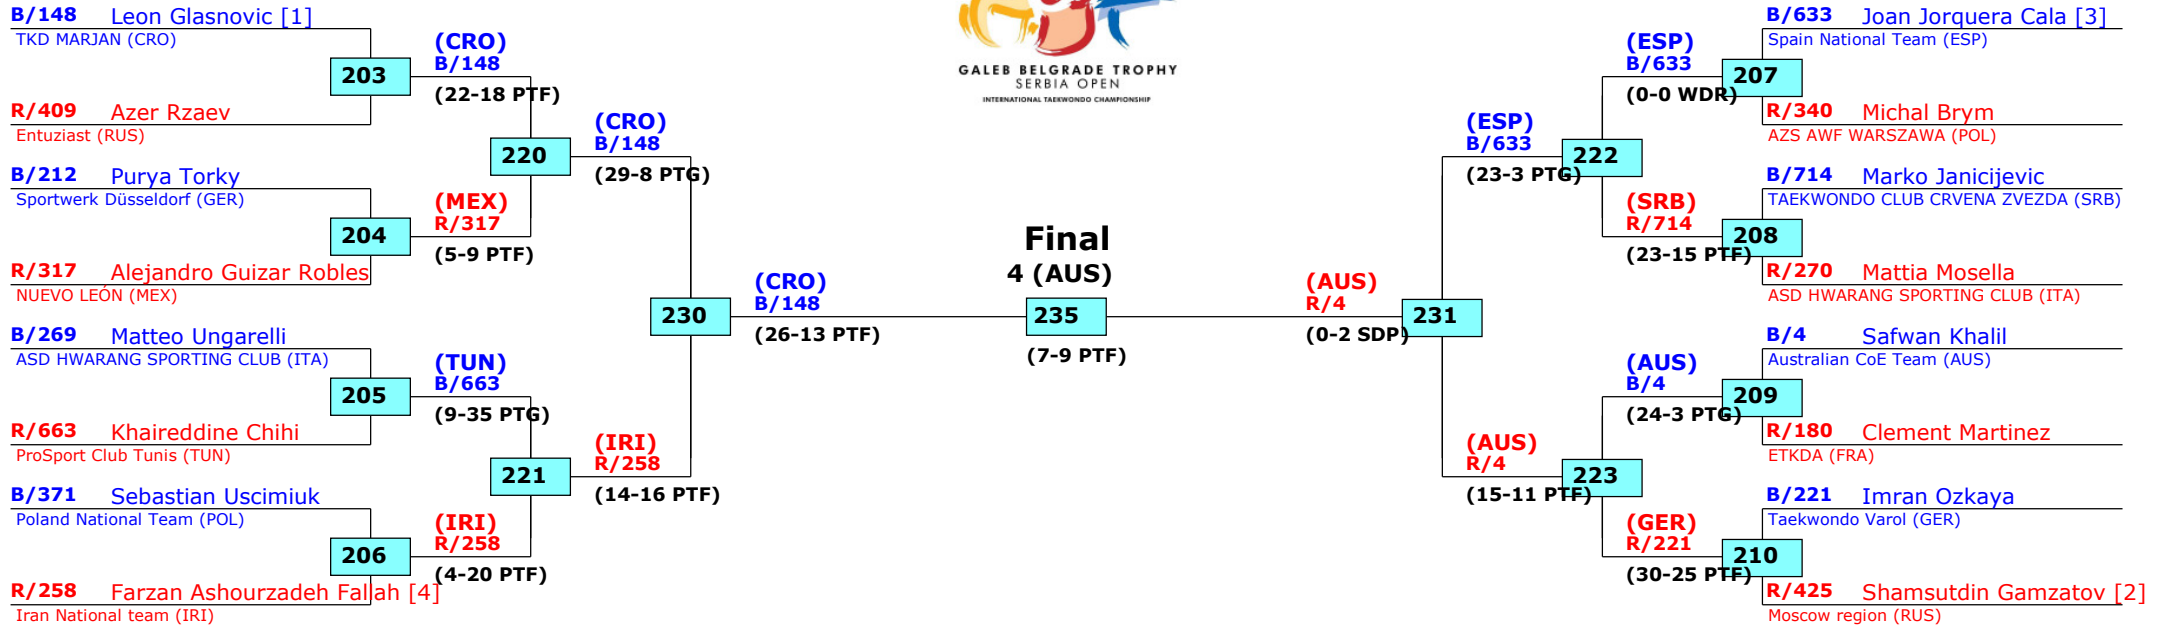 B/148 Leon Glasnovic [1]
TKD MARJAN (CRO)
R/409 Azer Rzaev
Entuziast (RUS)
B/212 Purya Torky
Sportwerk Düsseldorf (GER)
R/317 Alejandro Guizar Robles
NUEVO LEÓN (MEX)
B/269 Matteo Ungarelli
ASD HWARANG SPORTING CLUB (ITA)
R/663 Khaireddine Chihi
ProSport Club Tunis (TUN)
B/371 Sebastian Uscimiuk
Poland National Team (POL)
R/258 Farzan Ashourzadeh Fallah [4]
Iran National team (IRI)
203
204
205
206
(CRO)
B/148
(22-18 PTF)
(MEX)
R/317
(5-9 PTF)
(TUN)
B/663
(9-35 PTG)
(IRI)
R/258
(4-20 PTF)
220
221
(CRO)
B/148
(29-8 PTG)
(IRI)
R/258
(14-16 PTF)
230
(CRO)
B/148
(26-13 PTF)
GALEB BELGRADE TROPHY
SERBIA OPEN
INTERNATIONAL TAEKWONDO CHAMPIONSHIP
Final
4 (AUS)
235
(7-9 PTF)
(AUS)
R/4
(0-2 SDP)
231
(ESP)
B/633
(23-3 PTG)
(AUS)
R/4
(15-11 PTF)
222
223
(ESP)
B/633
(0-0 WDR)
(SRB)
R/714
(23-15 PTF)
(AUS)
B/4
(24-3 PTG)
(GER)
R/221
(30-25 PTF)
207
208
209
210
B/633 Joan Jorquera Cala [3]
Spain National Team (ESP)
R/340 Michal Brym
AZS AWF WARSZAWA (POL)
B/714 Marko Janicijevic
TAEKWONDO CLUB CRVENA ZVEZDA (SRB)
R/270 Mattia Mosella
ASD HWARANG SPORTING CLUB (ITA)
B/4 Safwan Khalil
Australian CoE Team (AUS)
R/180 Clement Martinez
ETKDA (FRA)
B/221 Imran Ozkaya
Taekwondo Varol (GER)
R/425 Shamsutdin Gamzatov [2]
Moscow region (RUS)